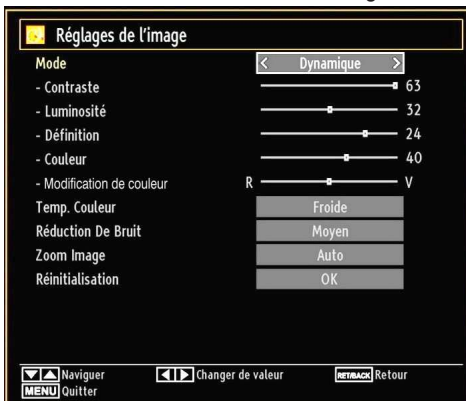 Réglages de l'image
Mode Dynamique
- Contraste 63
- Luminosité 32
- Définition 24
- Couleur 40
- Modification de couleur R V
Temp. Couleur Froide
Réduction De Bruit Moyen
Zoom Image Auto
Réinitialisation OK
Naviguer Changer de valeur RET/BACK Retour
MENU Quitter